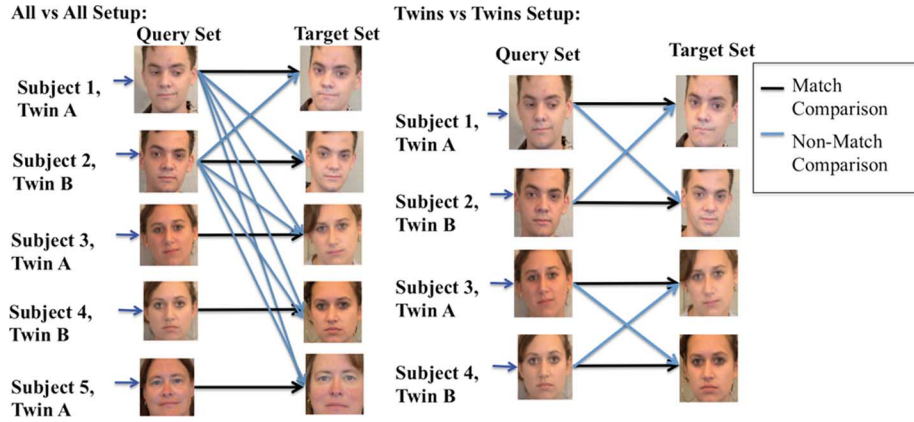 All vs All Setup:
Query Set
Target Set
Subject 1,
Twin A
Subject 2,
Twin B
Subject 3,
Twin A
Subject 4,
Twin B
Subject 5,
Twin A
Twins vs Twins Setup:
Query Set
Target Set
Subject 1,
Twin A
Subject 2,
Twin B
Subject 3,
Twin A
Subject 4,
Twin B
Match
Comparison
Non-Match
Comparison